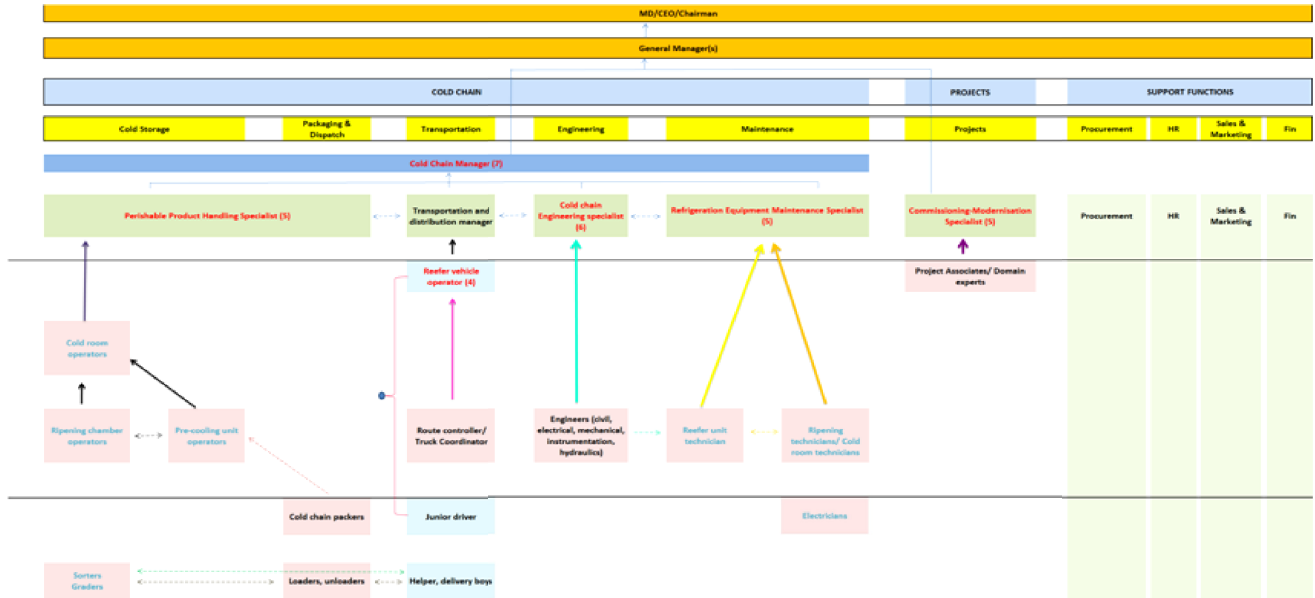 MD/CEO/Chairman
General Manager(s)
COLD CHAIN
PROJECTS
SUPPORT FUNCTIONS
Cold Storage
Packaging &
Dispatch
Transportation
Engineering
Maintenance
Projects
Procurement
HR
Sales &
Marketing
Fin
Cold Chain Manager (7)
Perishable Product Handling Specialist (5)
Transportation and
distribution manager
Cold chain
Engineering specialist
(6)
Refrigeration Equipment Maintenance Specialist
(5)
Commissioning-Modernisation
Specialist (5)
Procurement
HR
Sales &
Marketing
Fin
Reefer vehicle
operator (4)
Project Associates/ Domain
experts
Cold room
operators
Ripening chamber
operators
Pre-cooling unit
operators
Route controller/
Truck Coordinator
Engineers (civil,
electrical, mechanical,
instrumentation,
hydraulics)
Reefer unit
technician
Ripening
technicians/ Cold
room technicians
Cold chain packers
Junior driver
Electricians
Sorters
Graders
Loaders, unloaders
Helper, delivery boys